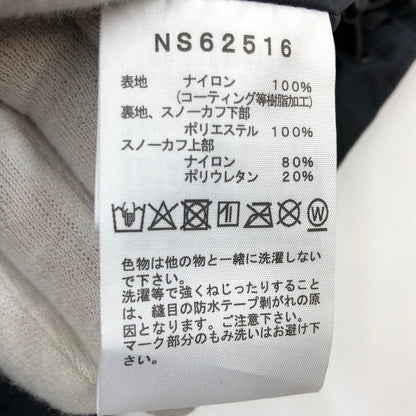 NS62516
表地 ナイロン 100%
(コーティング等樹脂加工)
裏地、スノーカフ下部
ポリエステル 100%
スノーカフ上部
ナイロン 80%
ポリウレタン 20%
W
色物は他の物と一緒に洗濯しない
で下さい。
洗濯等で強くねじったりすること
は、縫目の防水テープ剥がれの原
因となります。ご注意下さい。
マーク部分のもみ洗いはお避け下
さい。